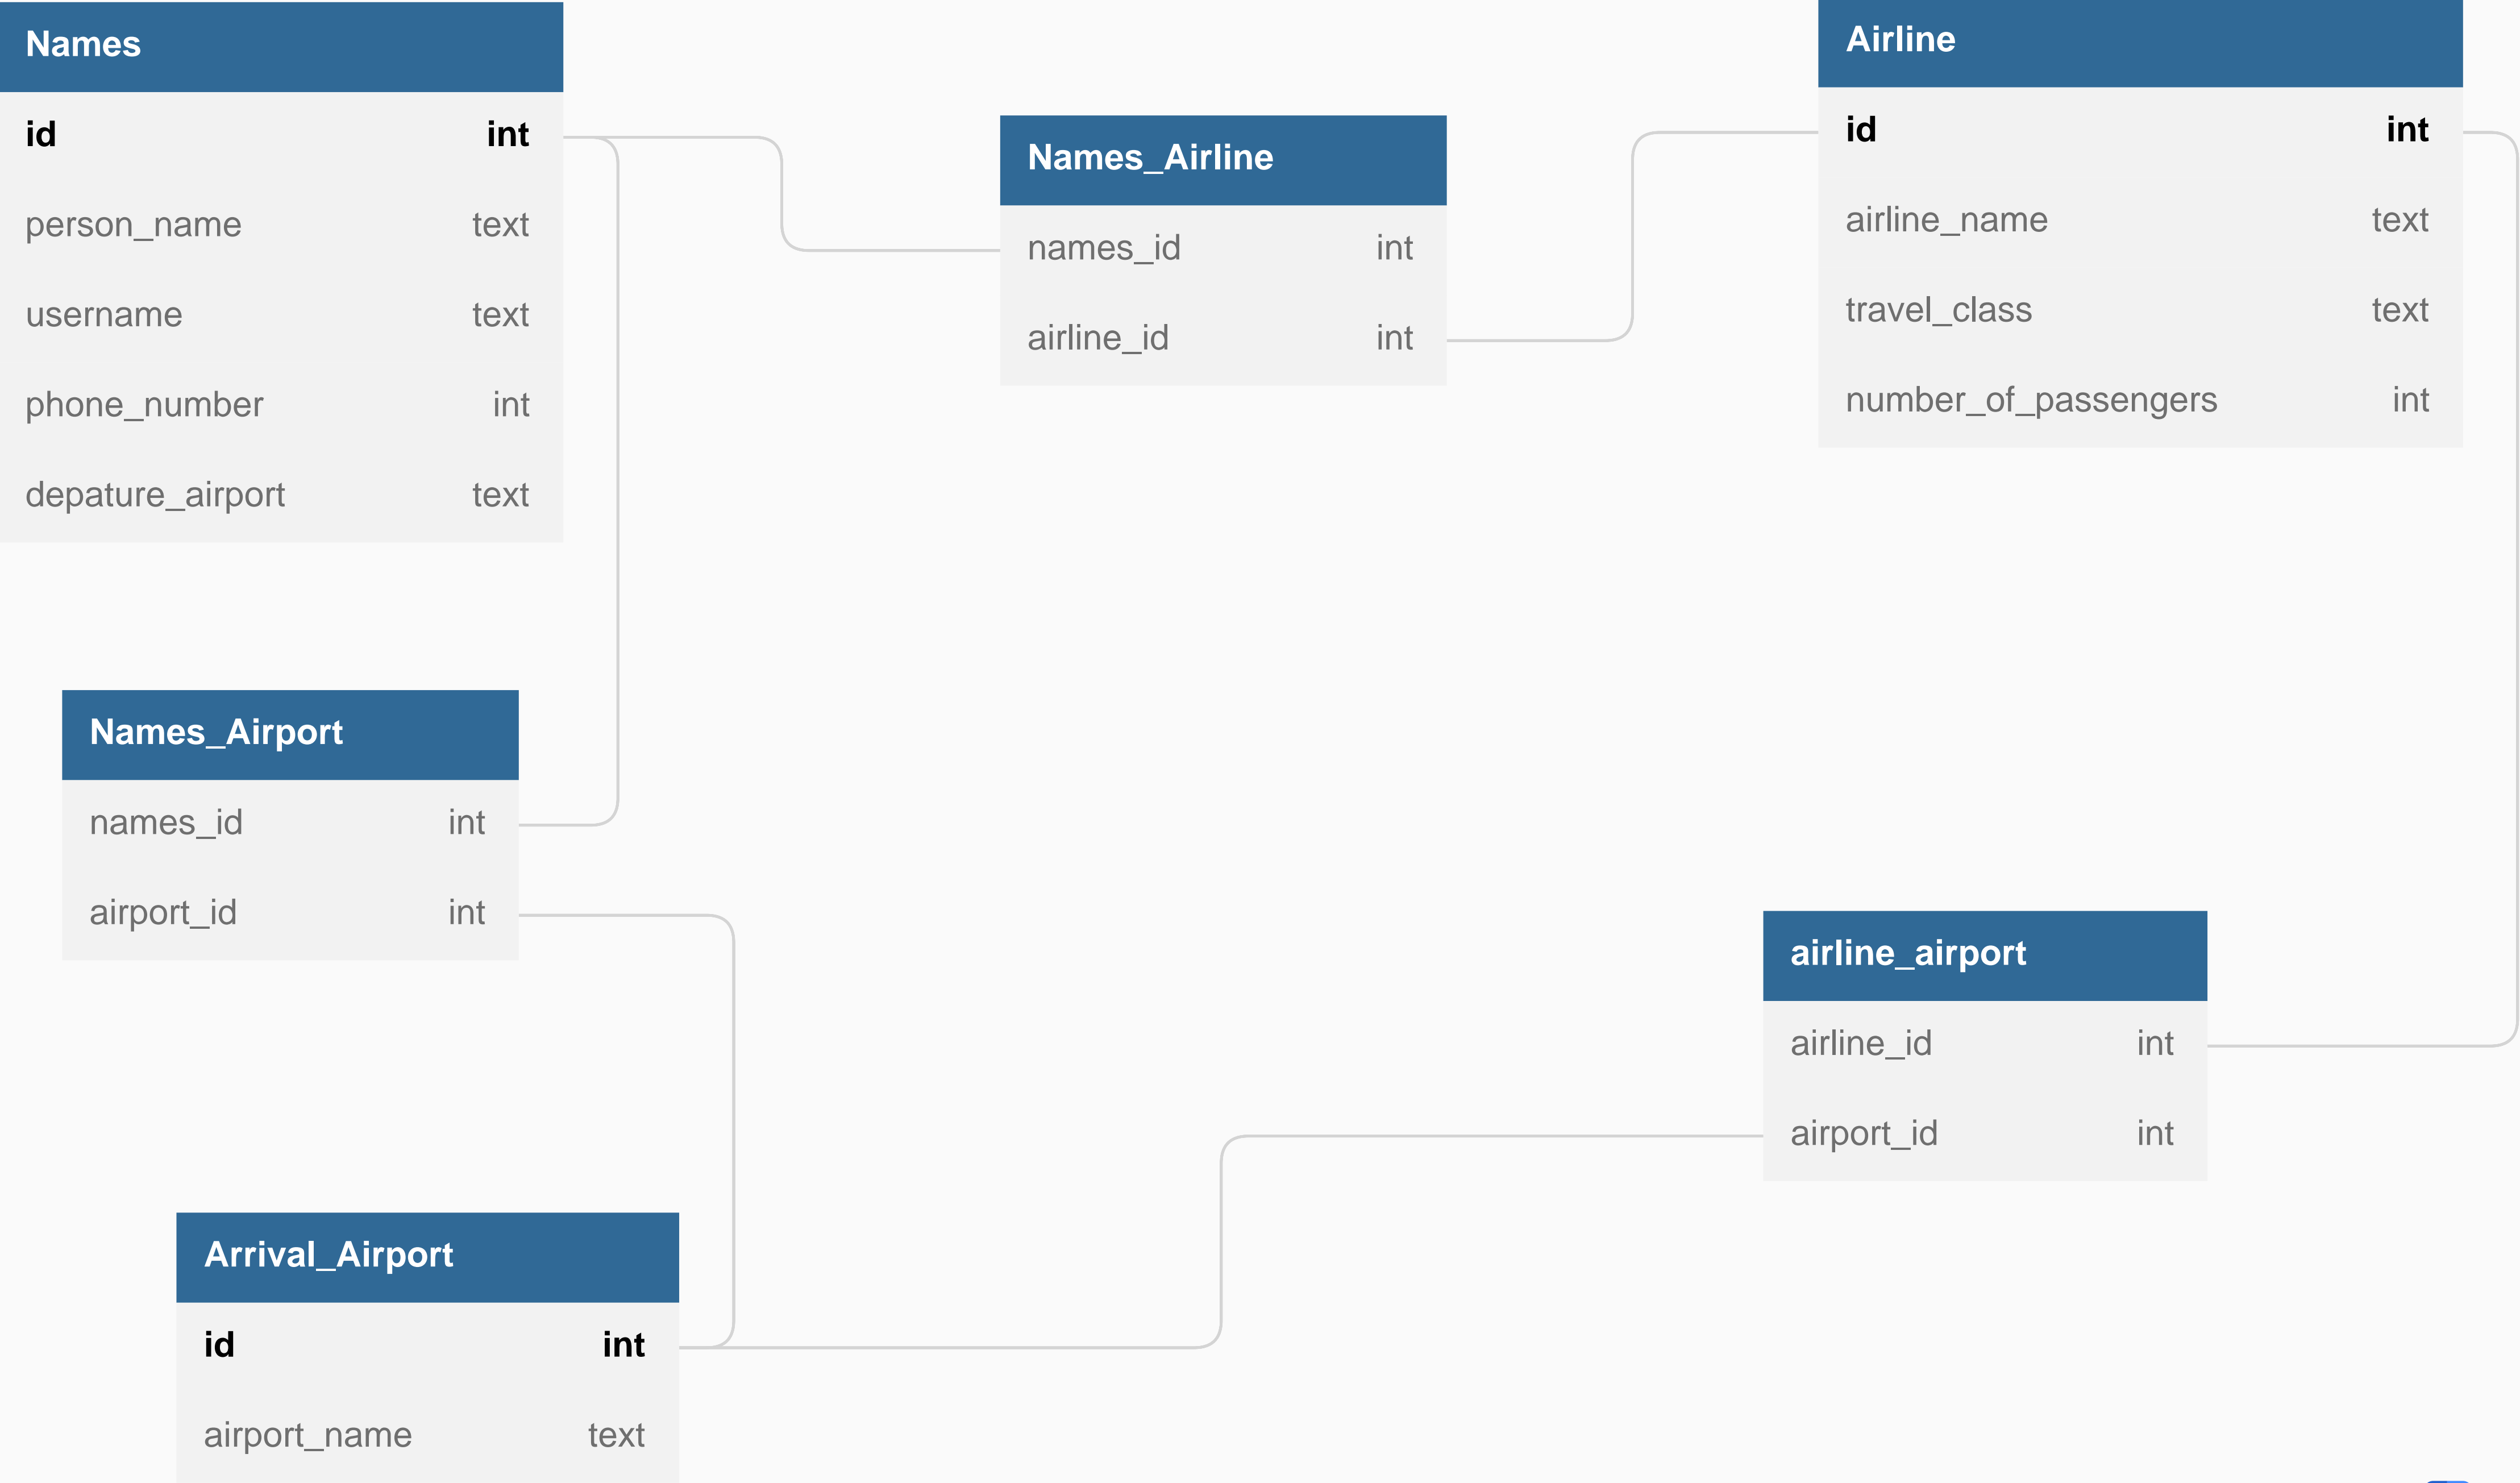 Names
id int
person_name text
username text
phone_number int
depature_airport text
Names_Airline
names_id int
airline_id int
Airline
id int
airline_name text
travel_class text
number_of_passengers int
Names_Airport
names_id int
airport_id int
airline_airport
airline_id int
airport_id int
Arrival_Airport
id int
airport_name text